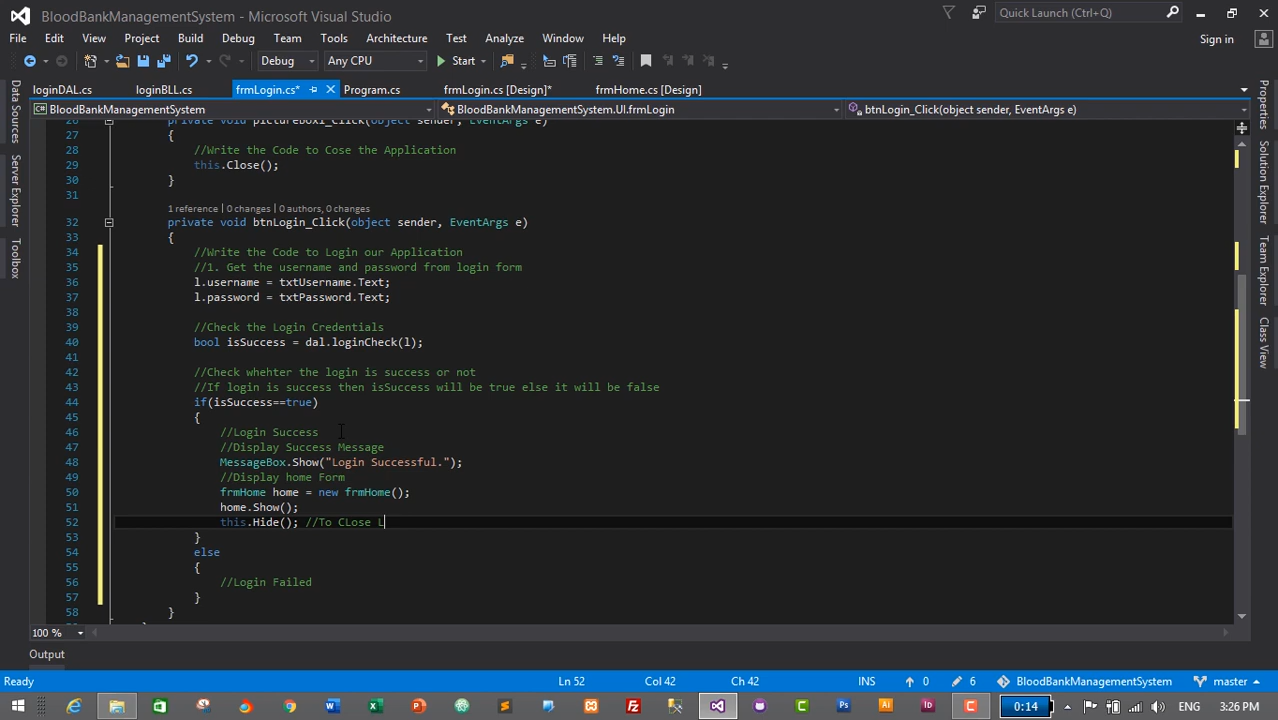 BloodBankManagementSystem - Microsoft Visual Studio
Quick Launch (Ctrl+Q)
File Edit View Project Build Debug Team Tools Architecture Test Analyze Window Help
Sign in
Debug Any CPU Start
loginDAL.cs loginBLL.cs frmLogin.cs* Program.cs frmLogin.cs [Design]* frmHome.cs [Design]
BloodBankManagementSystem BloodBankManagementSystem.UI.frmLogin btnLogin_Click(object sender, EventArgs e)
Data Sources
Server Explorer
Toolbox
26 private void pictureBox1_Click(object sender, EventArgs e)
27 {
28 //Write the Code to Cose the Application
29 this.Close();
30 }
31
1 reference | 0 changes | 0 authors, 0 changes
32 private void btnLogin_Click(object sender, EventArgs e)
33 {
34 //Write the Code to Login our Application
35 //1. Get the username and password from login form
36 l.username = txtUsername.Text;
37 l.password = txtPassword.Text;
38
39 //Check the Login Credentials
40 bool isSuccess = dal.loginCheck(l);
41
42 //Check whehter the login is success or not
43 //If login is success then isSuccess will be true else it will be false
44 if(isSuccess==true)
45 {
46 //Login Success
47 //Display Success Message
48 MessageBox.Show("Login Successful.");
49 //Display home Form
50 frmHome home = new frmHome();
51 home.Show();
52 this.Hide(); //To CLose L
53 }
54 else
55 {
56 //Login Failed
57 }
58 }
Properties
Solution Explorer
Team Explorer
Class View
100 %
Output
Ready Ln 52 Col 42 Ch 42 INS 0 6 BloodBankManagementSystem master
0:14 ENG 3:26 PM